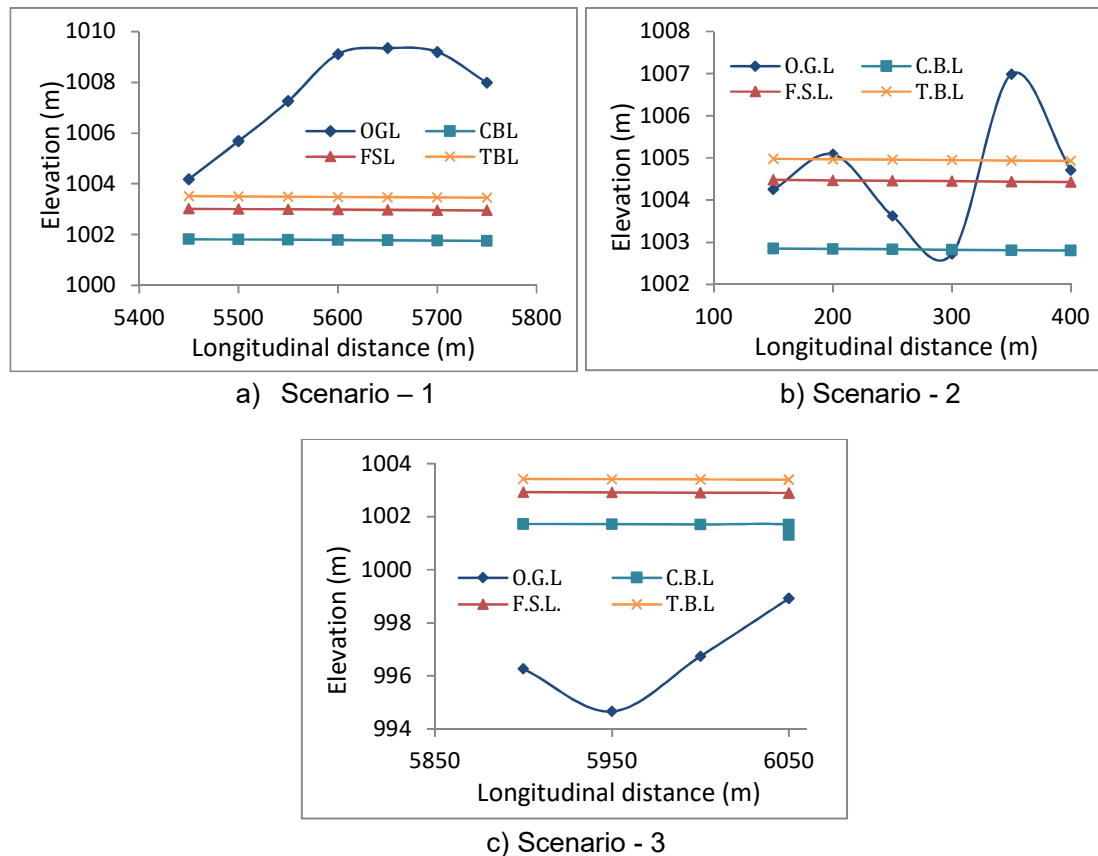 1010
1008
1006
1004
1002
1000
Elevation (m)
OGL CBL
FSL TBL
5400 5500 5600 5700 5800
Longitudinal distance (m)
a) Scenario – 1
1008
1007
1006
1005
1004
1003
1002
Elevation (m)
O.G.L C.B.L
F.S.L. T.B.L
100 200 300 400
Longitudinal distance (m)
b) Scenario - 2
1004
1002
1000
998
996
994
Elevation (m)
O.G.L C.B.L
F.S.L. T.B.L
5850 5950 6050
Longitudinal distance (m)
c) Scenario - 3